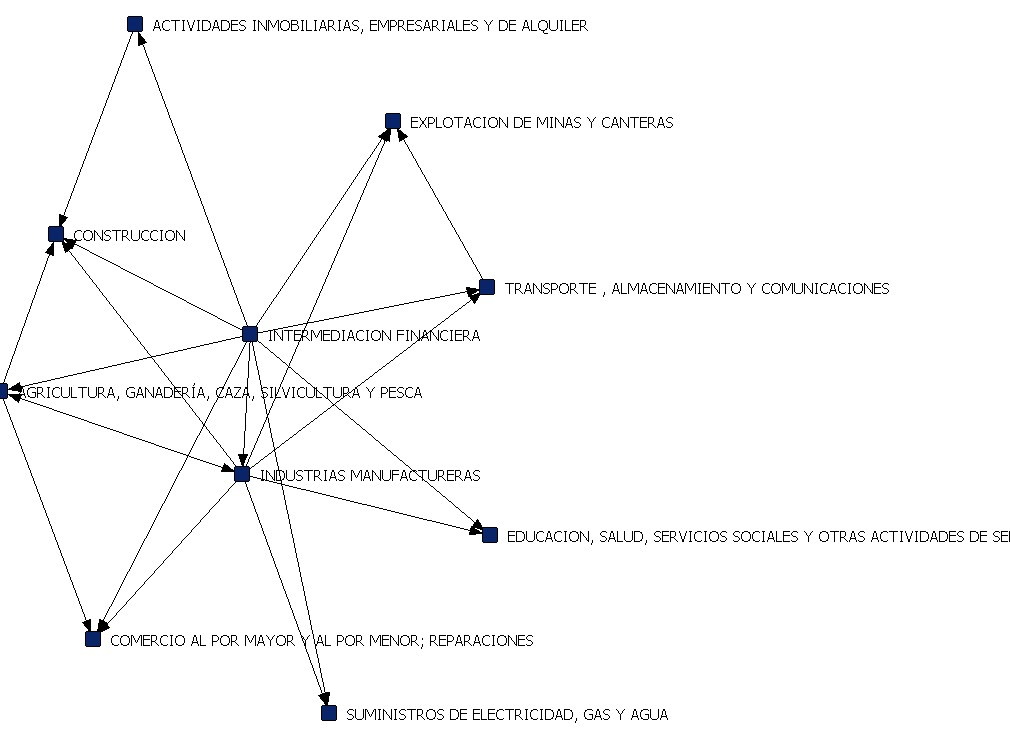 ACTIVIDADES INMOBILIARIAS, EMPRESARIALES Y DE ALQUILER
EXPLOTACION DE MINAS Y CANTERAS
CONSTRUCCION
TRANSPORTE , ALMACENAMIENTO Y COMUNICACIONES
INTERMEDIACION FINANCIERA
AGRICULTURA, GANADERÍA, CAZA, SILVICULTURA Y PESCA
INDUSTRIAS MANUFACTURERAS
EDUCACION, SALUD, SERVICIOS SOCIALES Y OTRAS ACTIVIDADES DE SE
COMERCIO AL POR MAYOR Y AL POR MENOR; REPARACIONES
SUMINISTROS DE ELECTRICIDAD, GAS Y AGUA